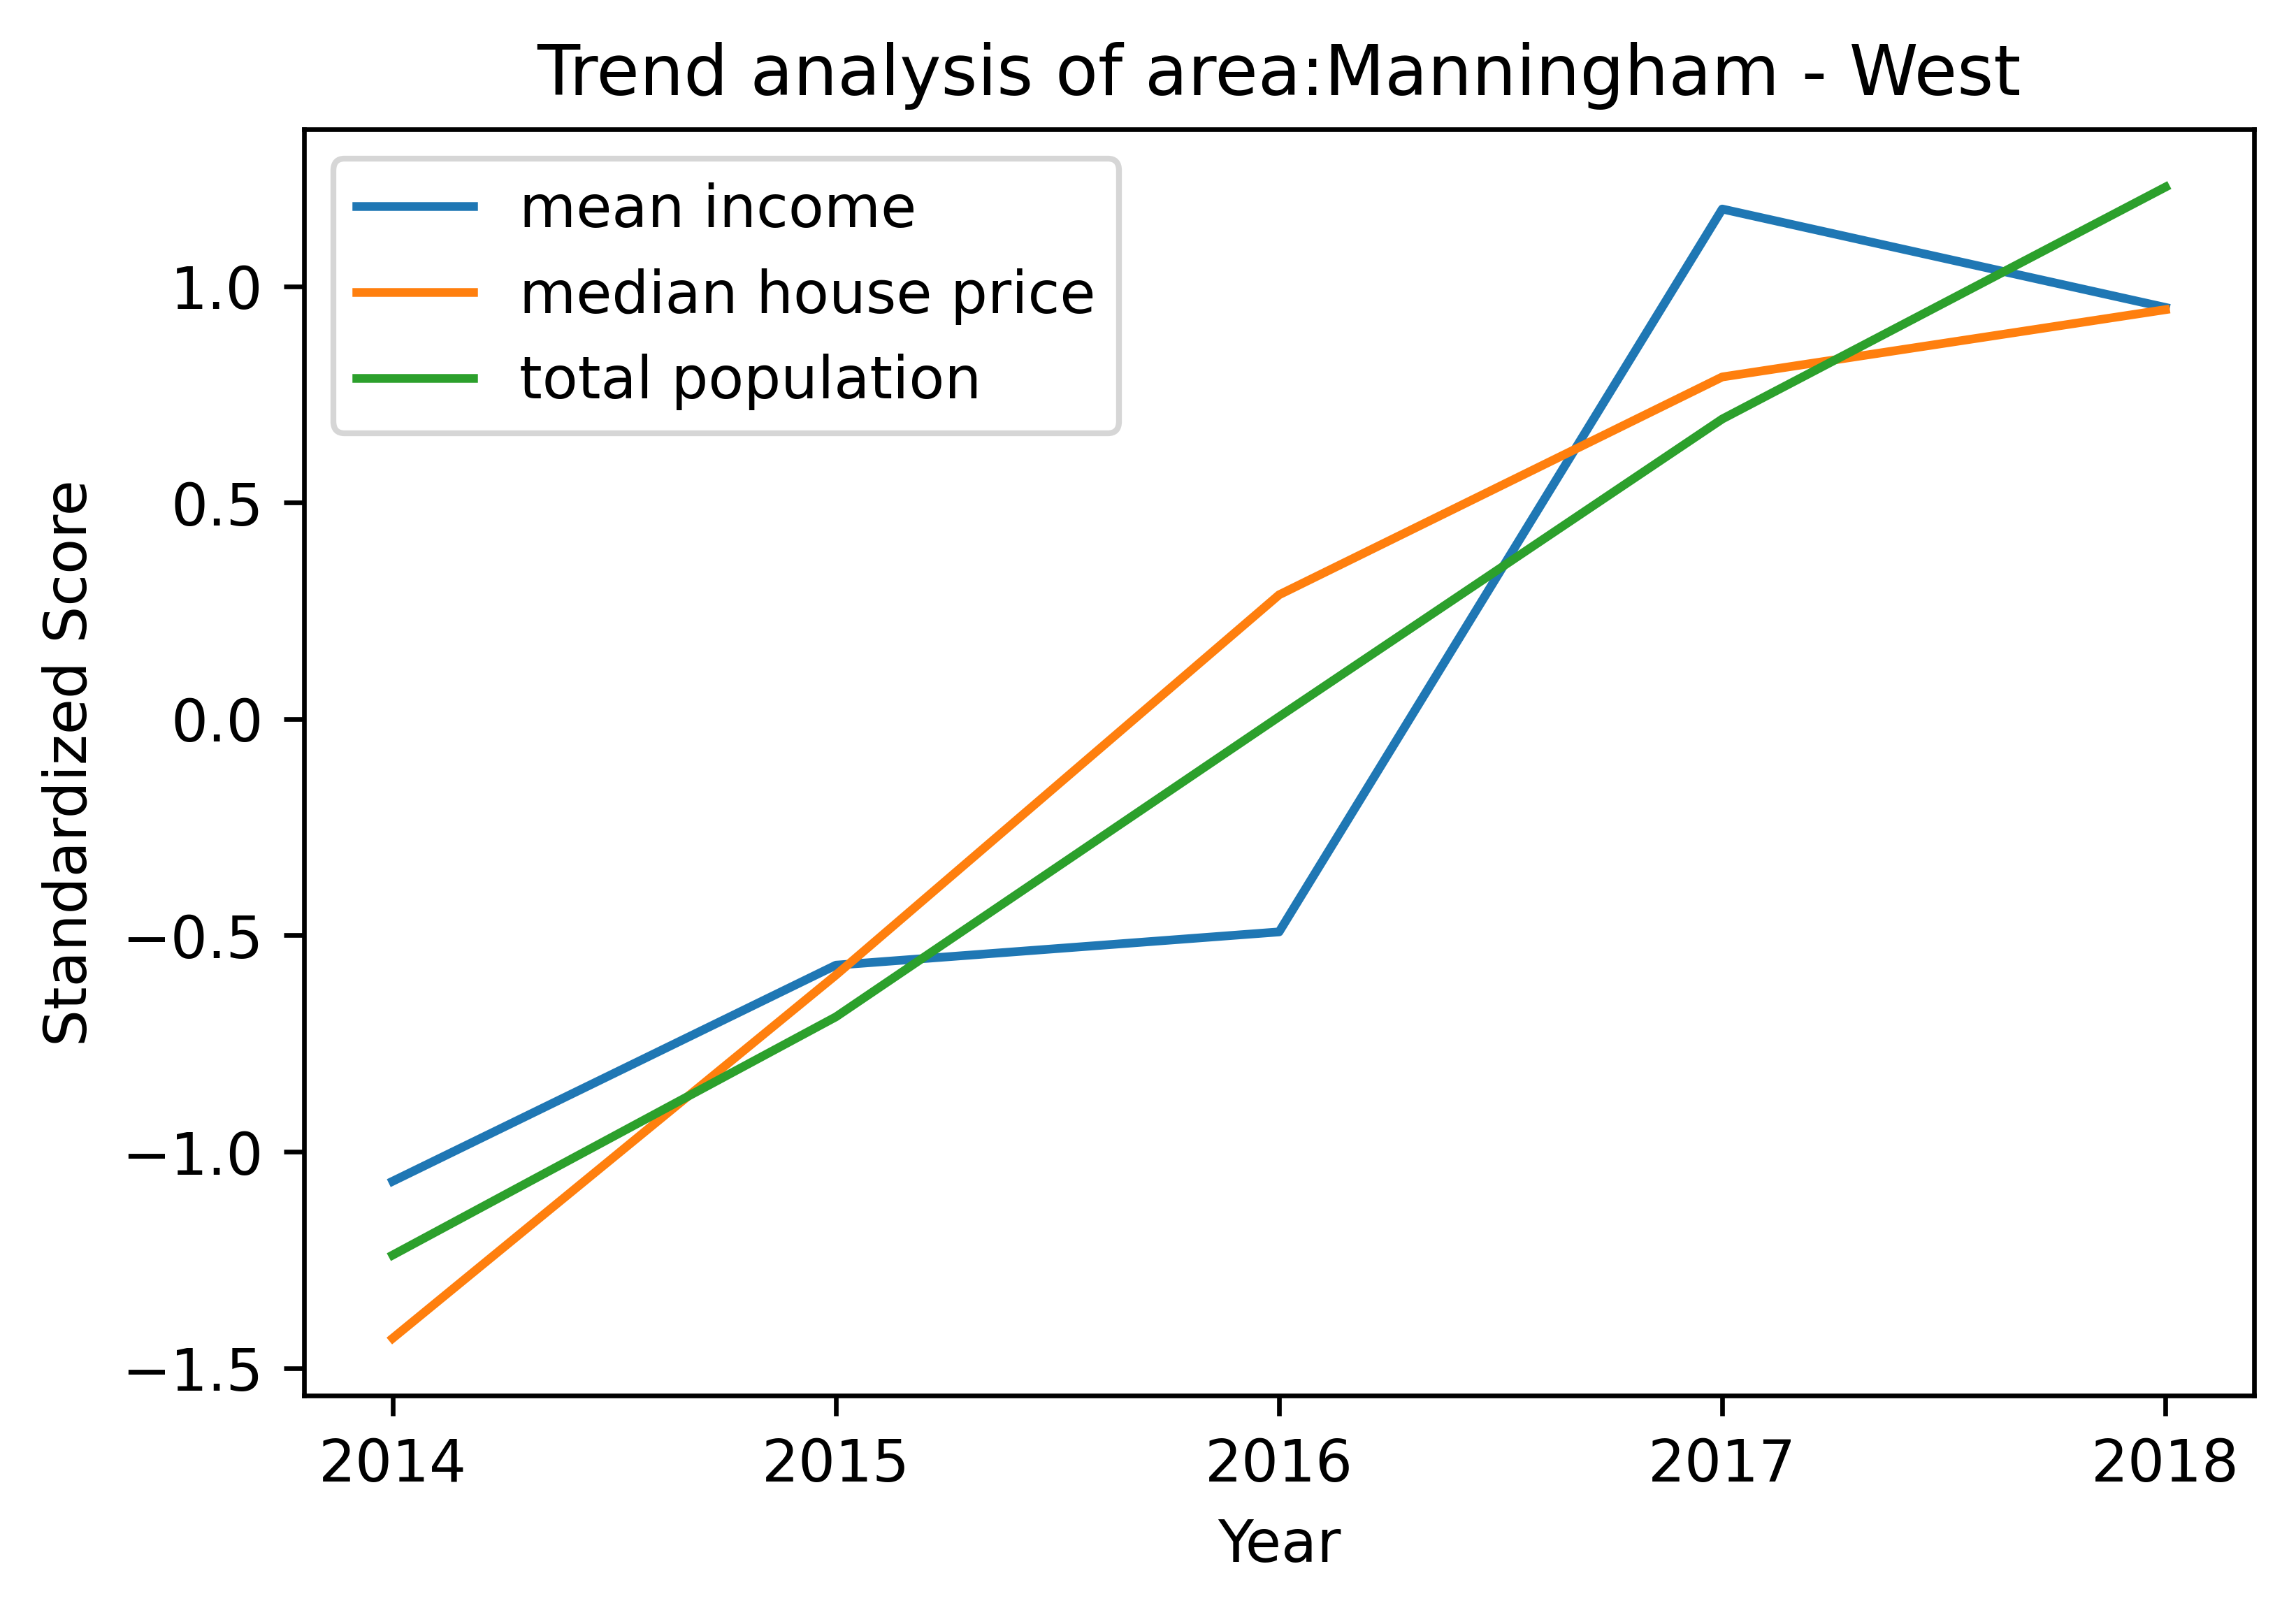 Trend analysis of area:Manningham - West
mean income
median house price
total population
Standardized Score
1.0
0.5
0.0
−0.5
−1.0
−1.5
2014 2015 2016 2017 2018
Year